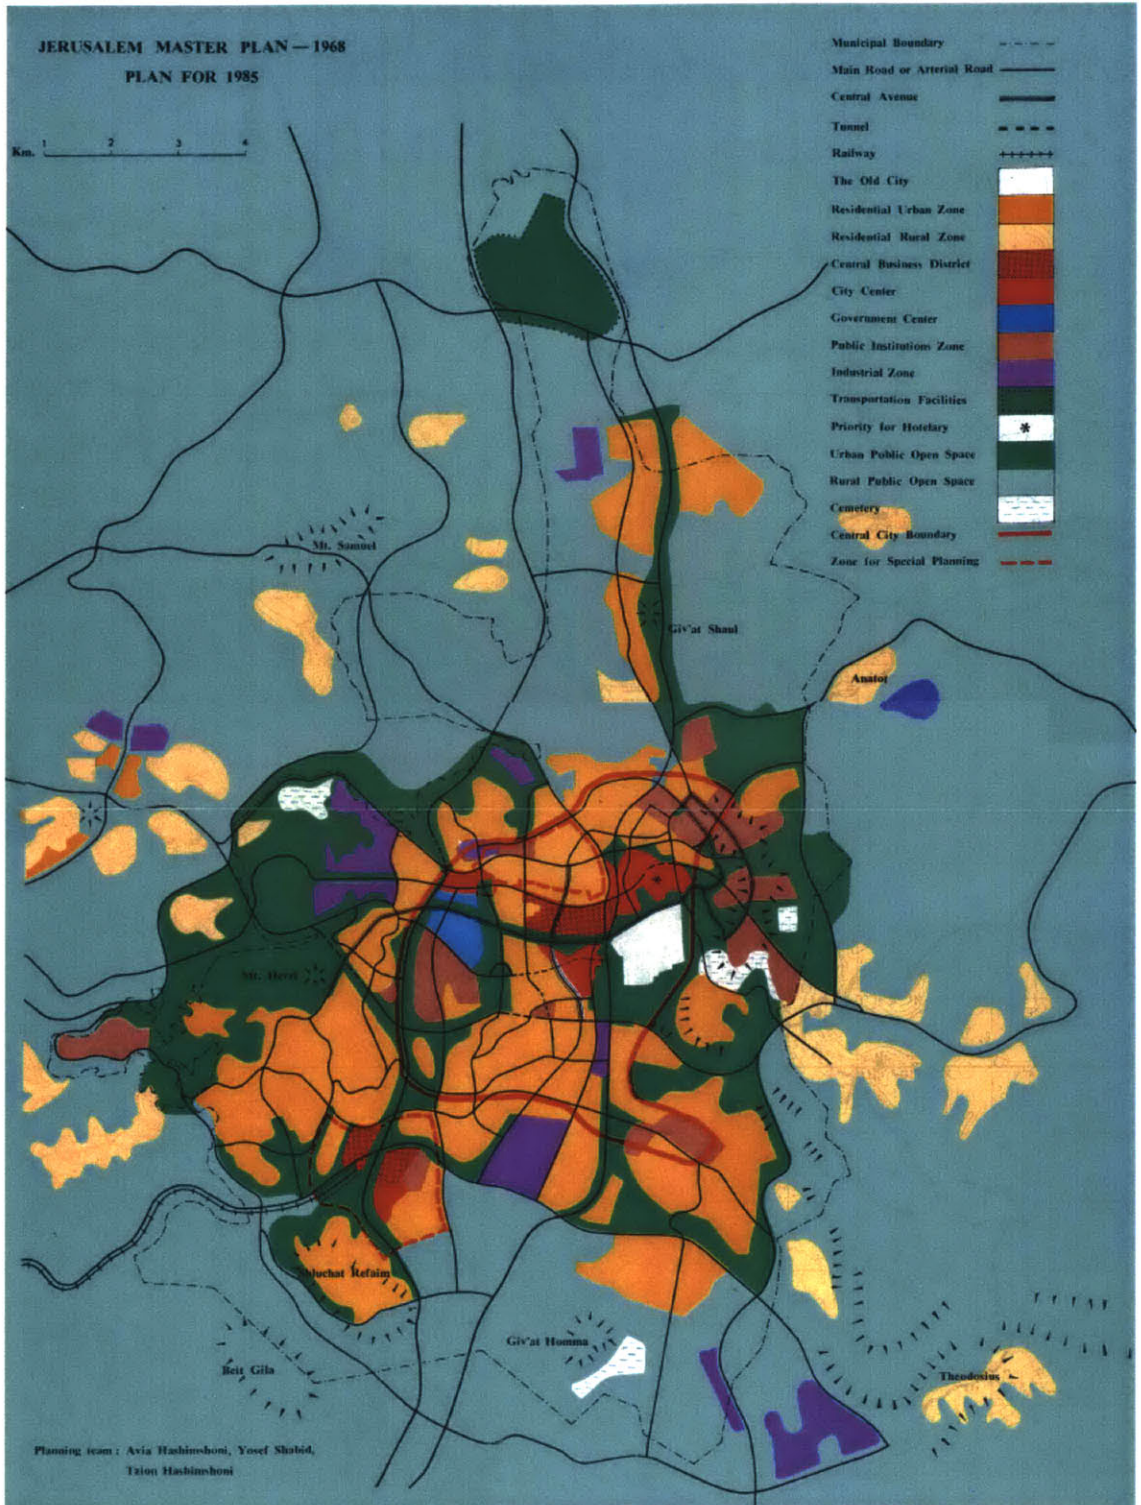 JERUSALEM MASTER PLAN — 1968
PLAN FOR 1985
Km. 1 2 3 4
Municipal Boundary
Main Road or Arterial Road
Central Avenue
Tunnel
Railway
The Old City
Residential Urban Zone
Residential Rural Zone
Central Business District
City Center
Government Center
Public Institutions Zone
Industrial Zone
Transportation Facilities
Priority for Hotelary
*
Urban Public Open Space
Rural Public Open Space
Cemetery
Central City Boundary
Zone for Special Planning
Mt. Samuel
Giv'at Shaul
Anatot
Mt. Herzl
Shluchat Refaim
Giv'at Homma
Beit Gila
Theodosius
Planning team : Avia Hashimshoni, Yosef Shabid,
Tzion Hashimshoni